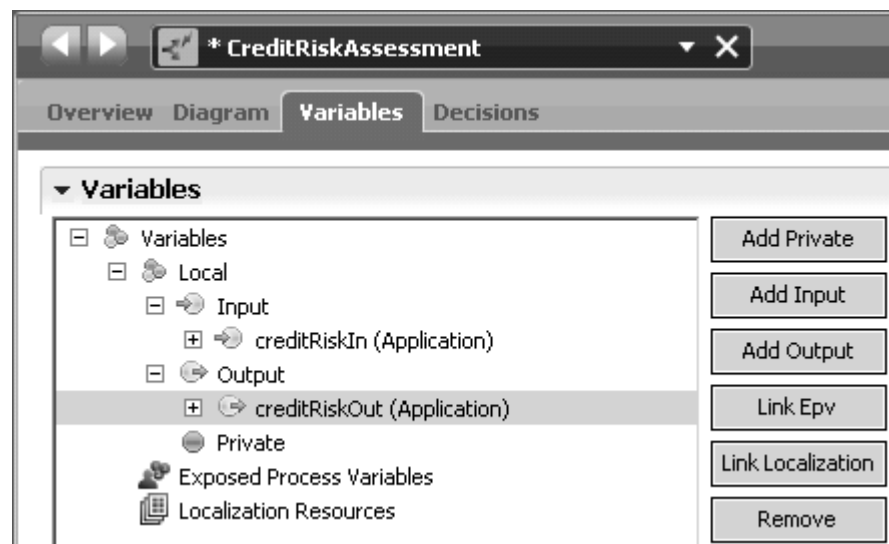 * CreditRiskAssessment
Overview Diagram Variables Decisions
Variables
Variables
Local
Input
creditRiskIn (Application)
Output
creditRiskOut (Application)
Private
Exposed Process Variables
Localization Resources
Add Private
Add Input
Add Output
Link Epv
Link Localization
Remove